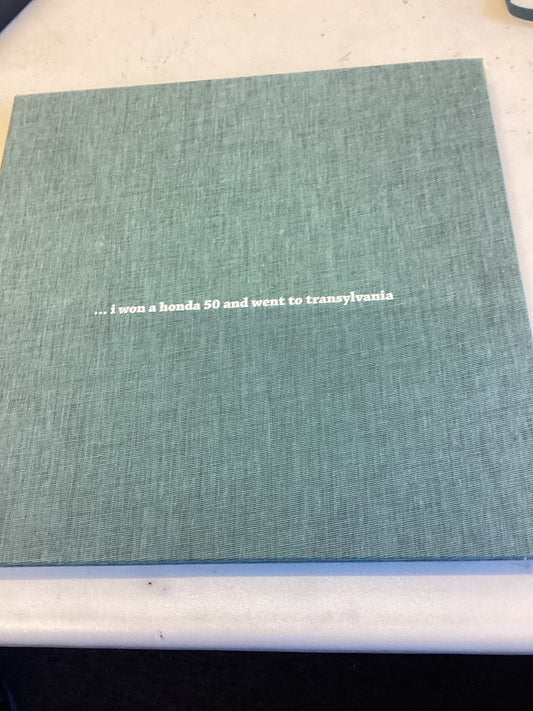 ... i won a honda 50 and went to transylvania